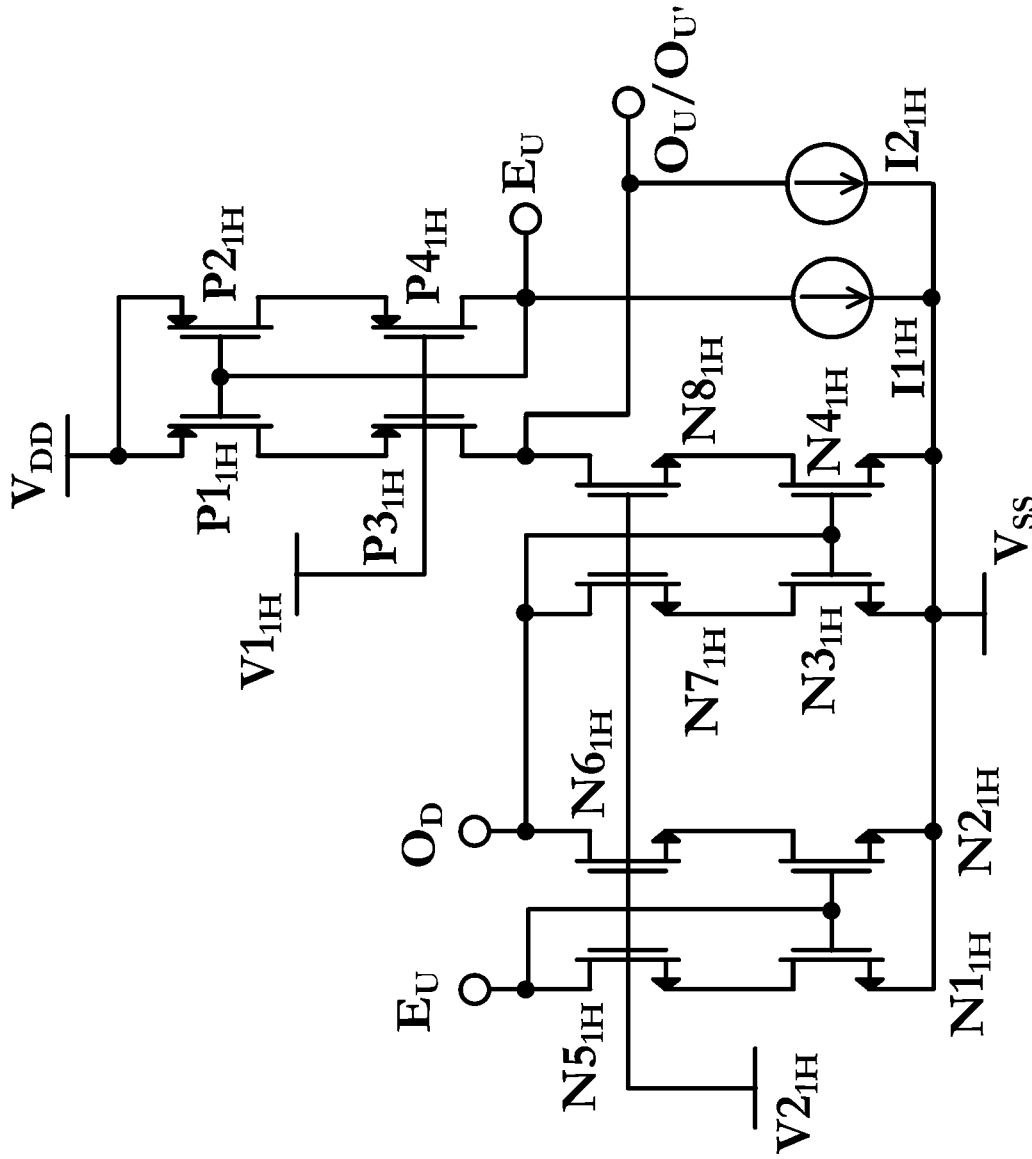 V_DD
P1_1H
P2_1H
V1_1H
P3_1H
P4_1H
E_U
O_U/O_U'
E_U
O_D
N5_1H
N6_1H
N7_1H
N8_1H
V2_1H
N1_1H
N2_1H
N3_1H
N4_1H
I1_1H
I2_1H
V_SS